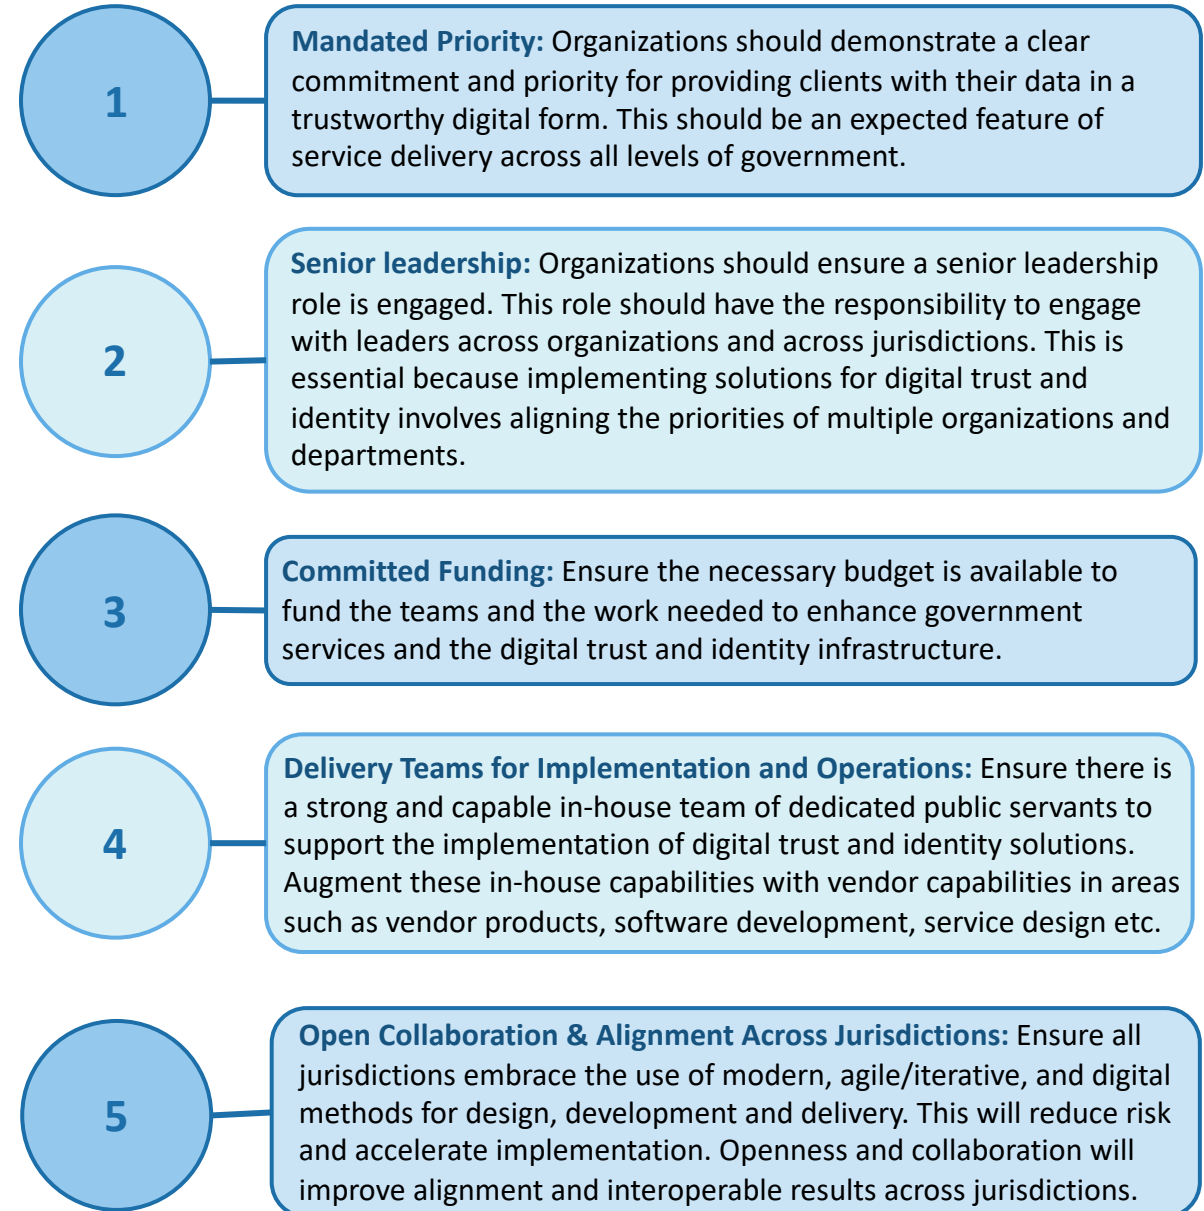 1
Mandated Priority: Organizations should demonstrate a clear
commitment and priority for providing clients with their data in a
trustworthy digital form. This should be an expected feature of
service delivery across all levels of government.
2
Senior leadership: Organizations should ensure a senior leadership
role is engaged. This role should have the responsibility to engage
with leaders across organizations and across jurisdictions. This is
essential because implementing solutions for digital trust and
identity involves aligning the priorities of multiple organizations and
departments.
3
Committed Funding: Ensure the necessary budget is available to
fund the teams and the work needed to enhance government
services and the digital trust and identity infrastructure.
4
Delivery Teams for Implementation and Operations: Ensure there is
a strong and capable in-house team of dedicated public servants to
support the implementation of digital trust and identity solutions.
Augment these in-house capabilities with vendor capabilities in areas
such as vendor products, software development, service design etc.
5
Open Collaboration & Alignment Across Jurisdictions: Ensure all
jurisdictions embrace the use of modern, agile/iterative, and digital
methods for design, development and delivery. This will reduce risk
and accelerate implementation. Openness and collaboration will
improve alignment and interoperable results across jurisdictions.